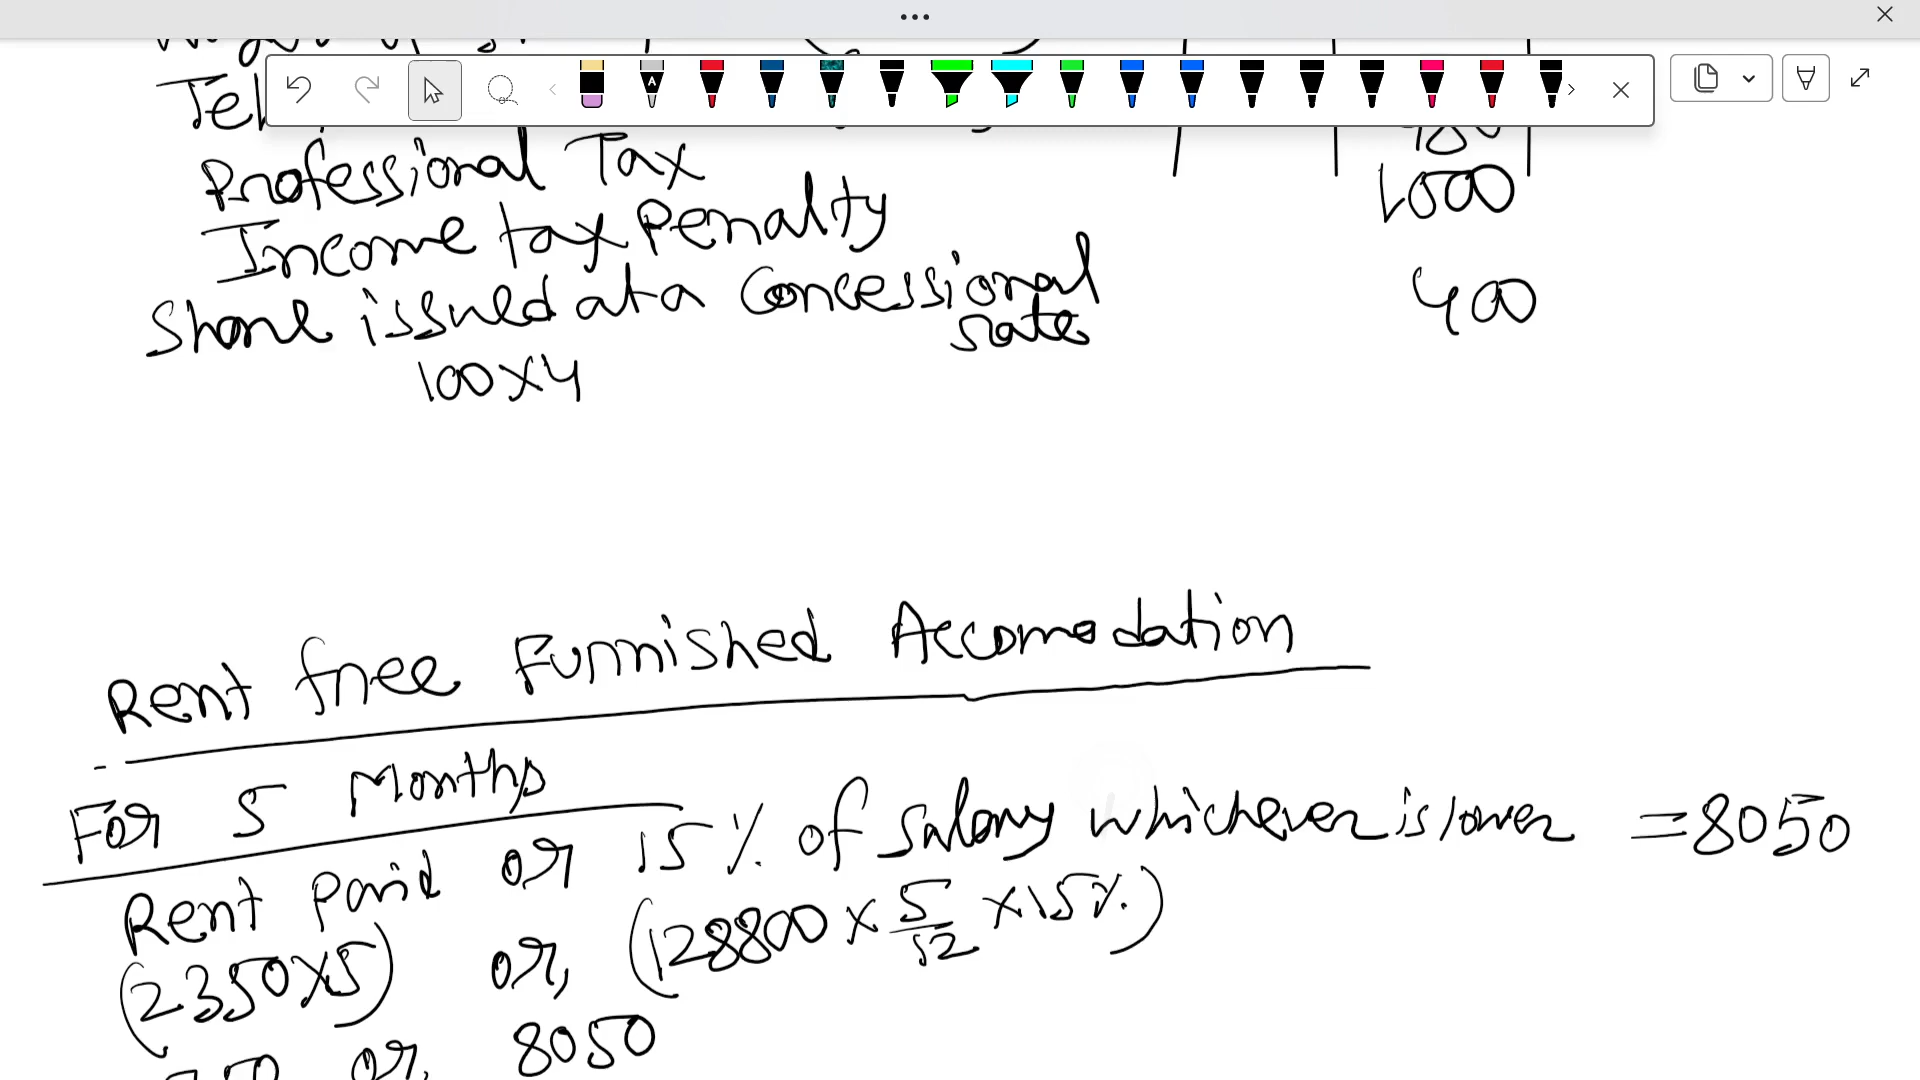 Tel
180
Professional Tax
1000
Income tax Penalty
Share issued at a Concessional rate
400
100x4
Rent free Furnished Accomodation
For 5 Months
Rent paid or 15% of salary whichever is lower = 8050
(2350x5) or, (128800 x 5/12 x 15%)
or, 8050